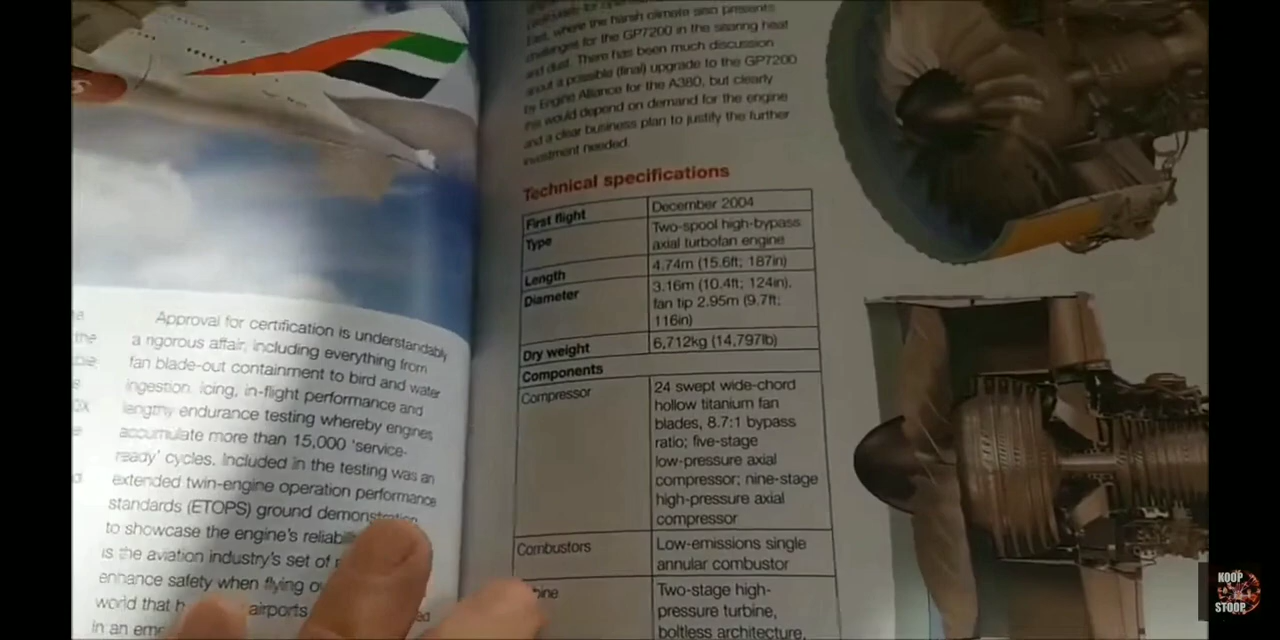 Approval for certification is understandably
a rigorous affair, including everything from
fan blade-out containment to bird and water
ingestion, icing, in-flight performance and
lengthy endurance testing whereby engines
accumulate more than 15,000 'service-
ready' cycles. Included in the testing was an
extended twin-engine operation performance
standards (ETOPS) ground demonstration
to showcase the engine's
is the aviation industry's set of
enhance safety when flying
world that airports
in an
East, where the harsh climate also presents
challenges for the GP7200 in the searing heat
and dust. There has been much discussion
about a possible (final) upgrade to the GP7200
by Engine Alliance for the A380, but clearly
this would depend on demand for the engine
and a clear business plan to justify the further
investment needed.
Technical specifications
First flight December 2004
Type Two-spool high-bypass
axial turbofan engine
Length 4.74m (15.6ft; 187in)
Diameter 3.16m (10.4ft; 124in),
fan tip 2.95m (9.7ft;
116in)
Dry weight 6,712kg (14,797lb)
Components
Compressor 24 swept wide-chord
hollow titanium fan
blades, 8.7:1 bypass
ratio; five-stage
low-pressure axial
compressor; nine-stage
high-pressure axial
compressor
Combustors Low-emissions single
annular combustor
Two-stage high-
pressure turbine,
boltless architecture,
KOOP
STOOP